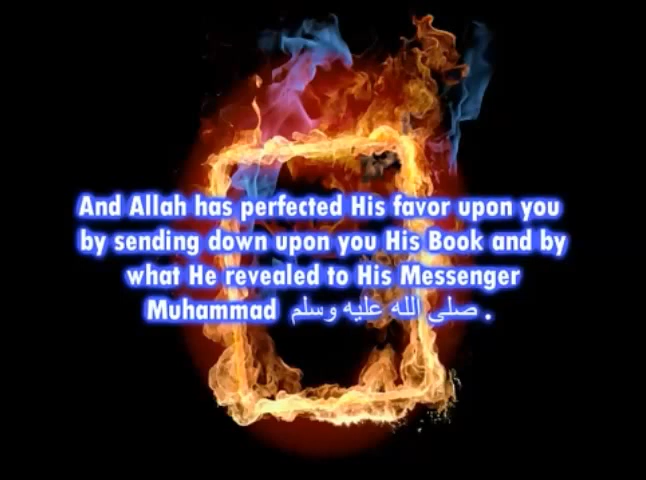 And Allah has perfected His favor upon you
by sending down upon you His Book and by
what He revealed to His Messenger
Muhammad صلى الله عليه وسلم .